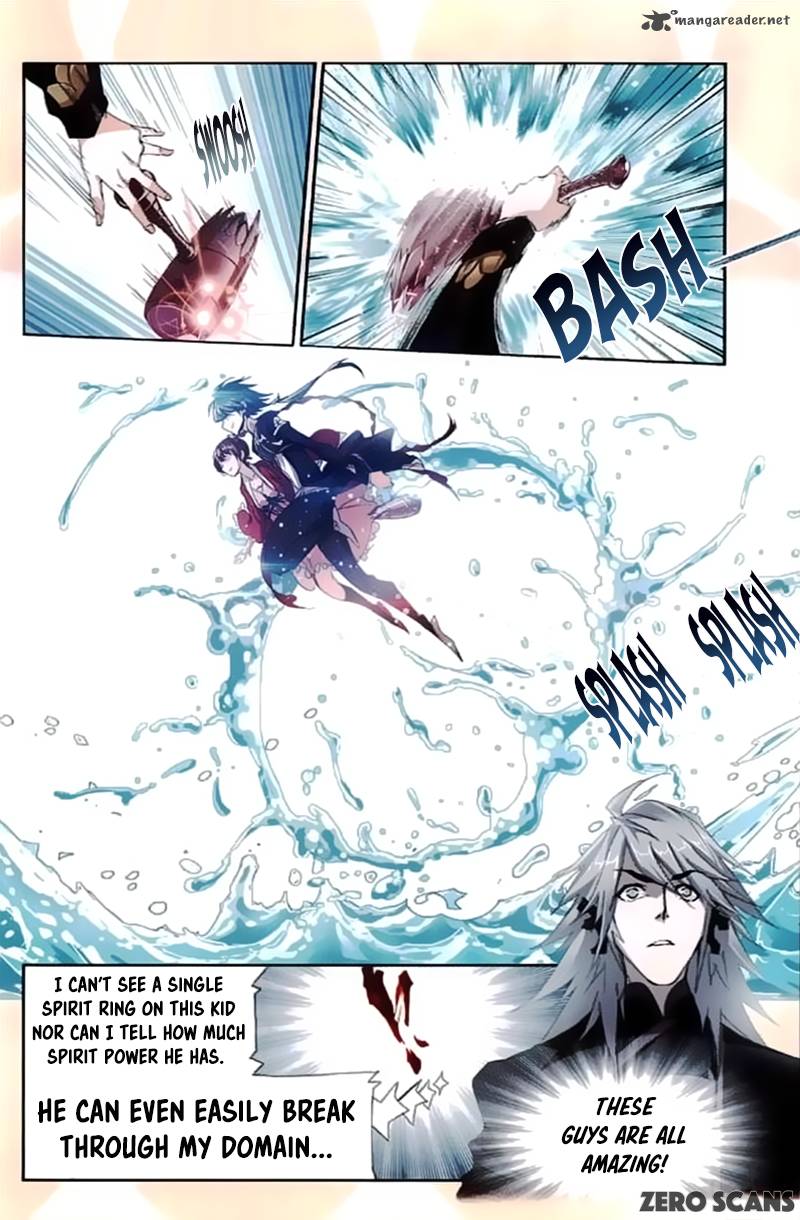 mangareader.net
SWOOSH
BASH
SPLASH SPLASH
I CAN'T SEE A SINGLE
SPIRIT RING ON THIS KID
NOR CAN I TELL HOW MUCH
SPIRIT POWER HE HAS.
HE CAN EVEN EASILY BREAK
THROUGH MY DOMAIN...
THESE
GUYS ARE ALL
AMAZING!
ZERO SCANS